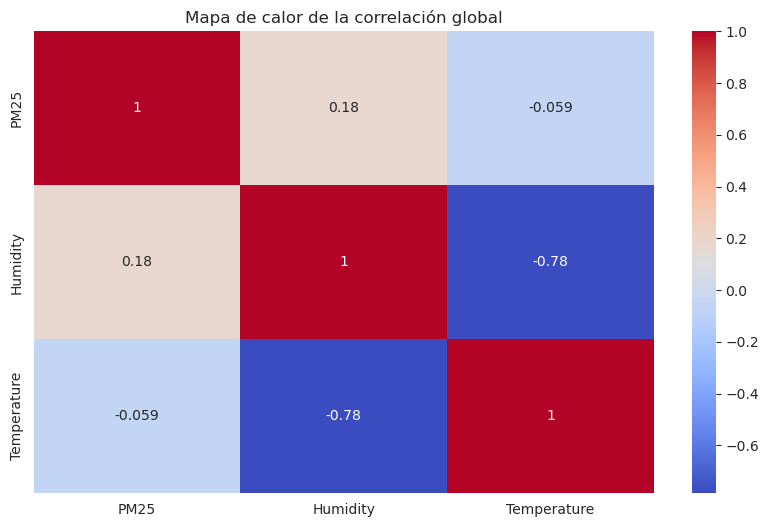 Mapa de calor de la correlación global
PM25
1
0.18
-0.059
Humidity
0.18
1
-0.78
Temperature
-0.059
-0.78
1
PM25
Humidity
Temperature
1.0
0.8
0.6
0.4
0.2
0.0
−0.2
−0.4
−0.6